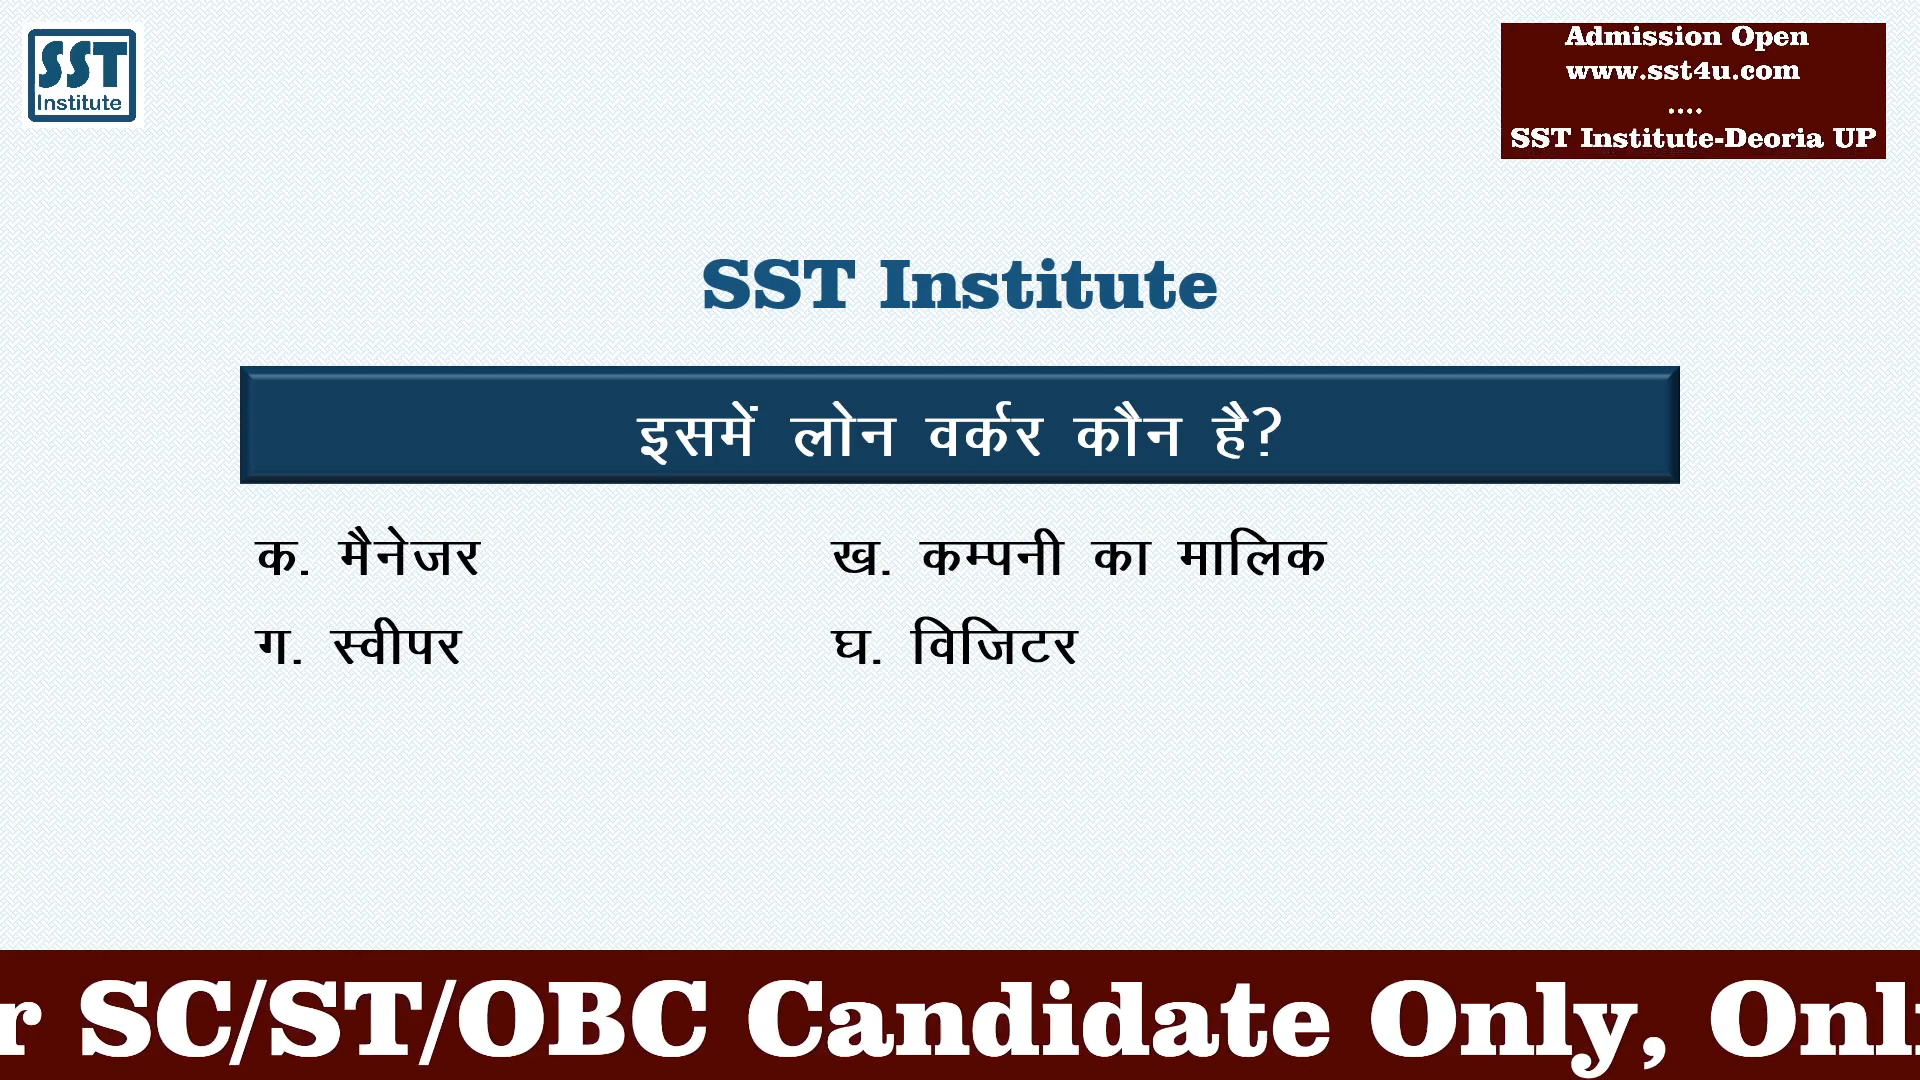 SST
Institute
Admission Open
www.sst4u.com
....
SST Institute-Deoria UP
SST Institute
इसमें लोन वर्कर कौन है?
क. मैनेजर
ख. कम्पनी का मालिक
ग. स्वीपर
घ. विजिटर
r SC/ST/OBC Candidate Only, Onl